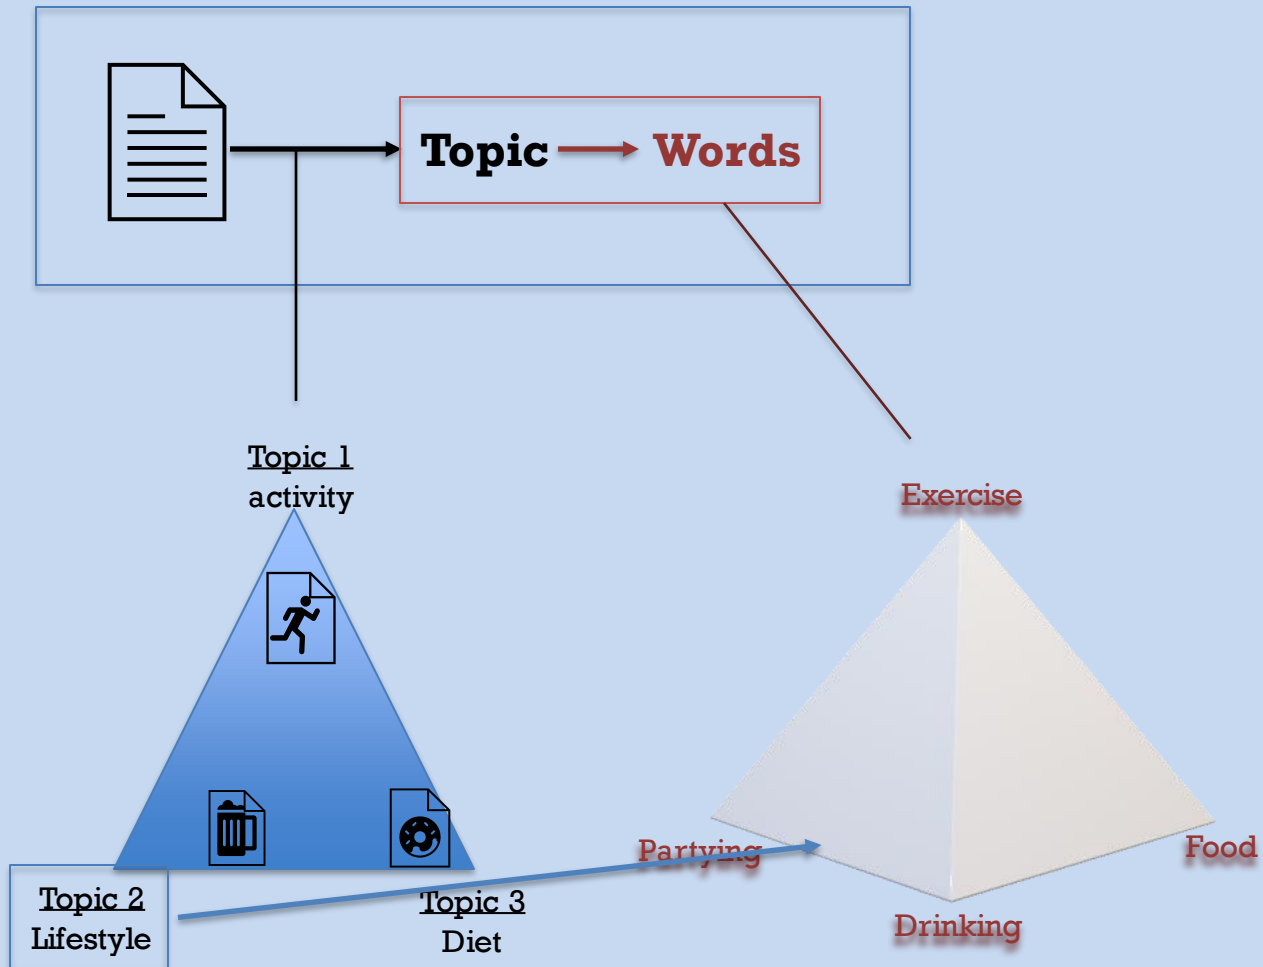 Topic Words
Topic 1
activity
Exercise
Partying
Food
Topic 2
Lifestyle
Topic 3
Diet
Drinking